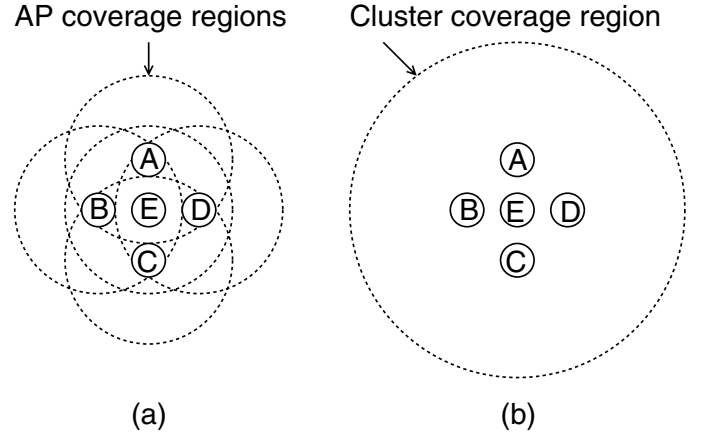 AP coverage regions
Cluster coverage region
A
B E D
C
A
B E D
C
(a)
(b)